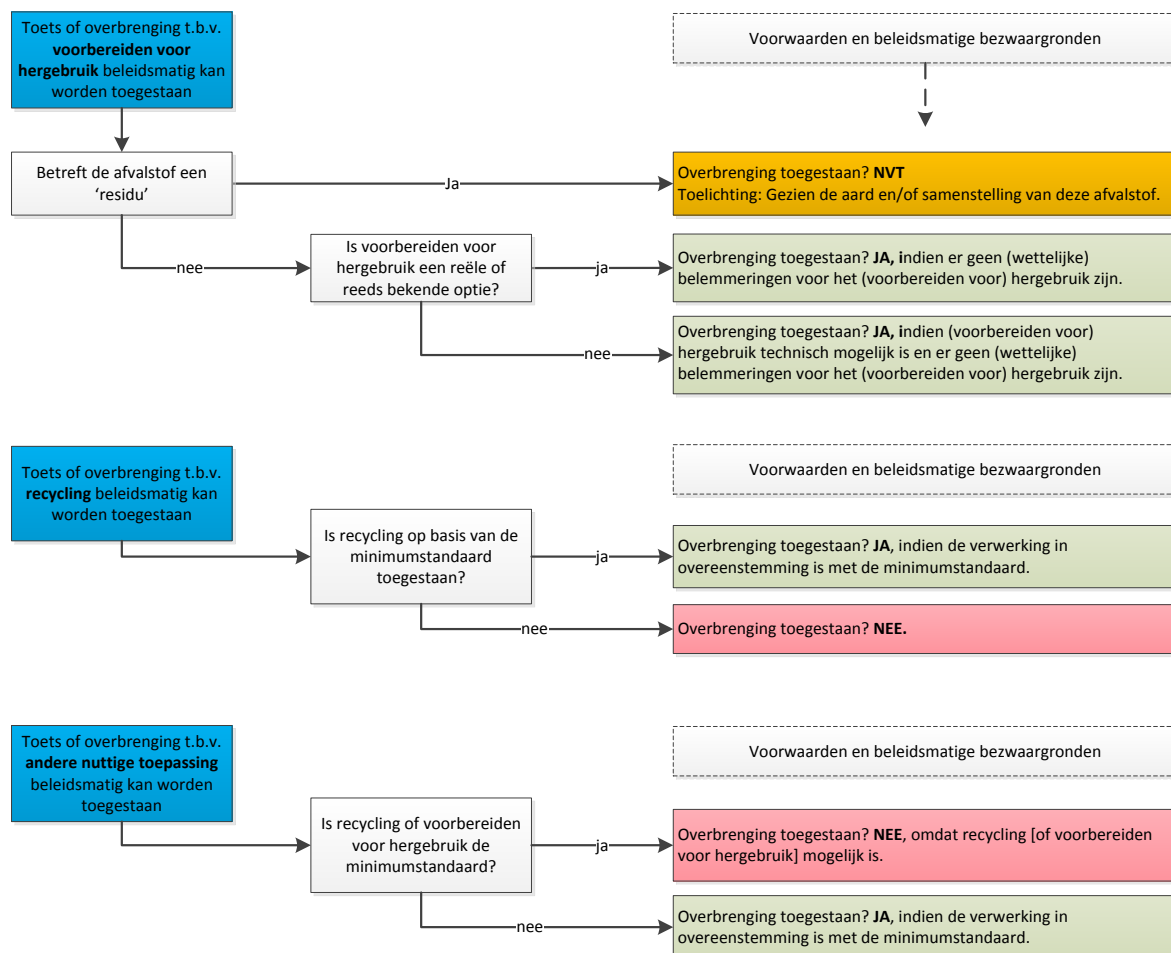 Toets of overbrenging t.b.v.
voorbereiden voor
hergebruik beleidsmatig kan
worden toegestaan
Voorwaarden en beleidsmatige bezwaargronden
Betreft de afvalstof een
'residu'
Ja
Overbrenging toegestaan? NVT
Toelichting: Gezien de aard en/of samenstelling van deze afvalstof.
nee
Is voorbereiden voor
hergebruik een reële of
reeds bekende optie?
ja
Overbrenging toegestaan? JA, indien er geen (wettelijke)
belemmeringen voor het (voorbereiden voor) hergebruik zijn.
nee
Overbrenging toegestaan? JA, indien (voorbereiden voor)
hergebruik technisch mogelijk is en er geen (wettelijke)
belemmeringen voor het (voorbereiden voor) hergebruik zijn.
Toets of overbrenging t.b.v.
recycling beleidsmatig kan
worden toegestaan
Voorwaarden en beleidsmatige bezwaargronden
Is recycling op basis van de
minimumstandaard
toegestaan?
ja
Overbrenging toegestaan? JA, indien de verwerking in
overeenstemming is met de minimumstandaard.
nee
Overbrenging toegestaan? NEE.
Toets of overbrenging t.b.v.
andere nuttige toepassing
beleidsmatig kan worden
toegestaan
Voorwaarden en beleidsmatige bezwaargronden
Is recycling of voorbereiden
voor hergebruik de
minimumstandaard?
ja
Overbrenging toegestaan? NEE, omdat recycling [of voorbereiden
voor hergebruik] mogelijk is.
nee
Overbrenging toegestaan? JA, indien de verwerking in
overeenstemming is met de minimumstandaard.